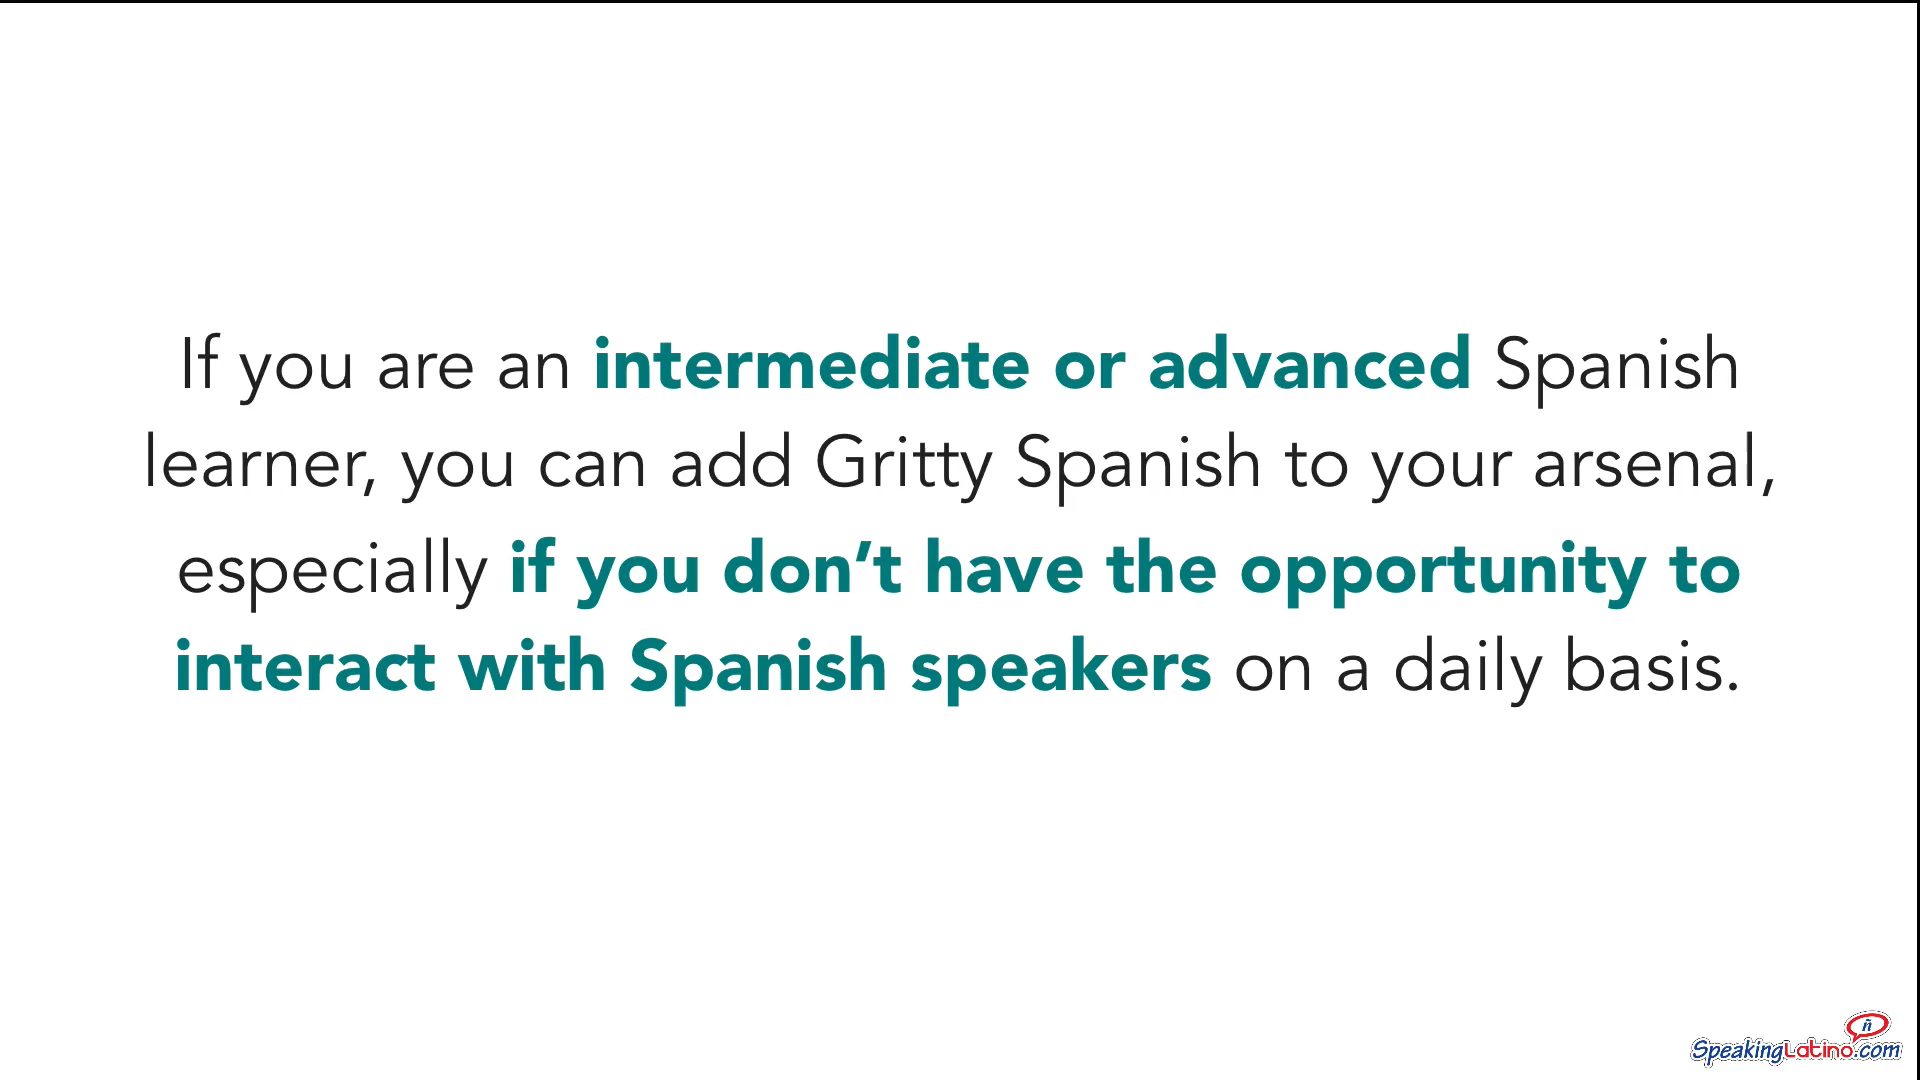 If you are an intermediate or advanced Spanish
learner, you can add Gritty Spanish to your arsenal,
especially if you don’t have the opportunity to
interact with Spanish speakers on a daily basis.
ñ
SpeakingLatino.com